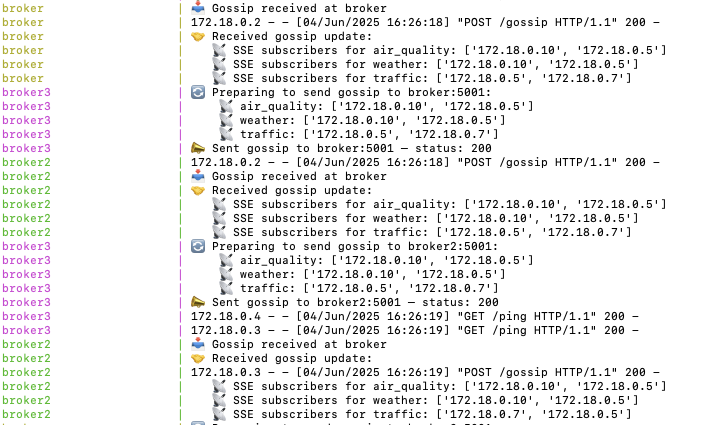 broker | 📥 Gossip received at broker
broker | 172.18.0.2 – – [04/Jun/2025 16:26:18] "POST /gossip HTTP/1.1" 200 –
broker | 🤝 Received gossip update:
broker | 📡 SSE subscribers for air_quality: ['172.18.0.10', '172.18.0.5']
broker | 📡 SSE subscribers for weather: ['172.18.0.10', '172.18.0.5']
broker | 📡 SSE subscribers for traffic: ['172.18.0.5', '172.18.0.7']
broker3 | 🔄 Preparing to send gossip to broker:5001:
broker3 | 📡 air_quality: ['172.18.0.10', '172.18.0.5']
broker3 | 📡 weather: ['172.18.0.10', '172.18.0.5']
broker3 | 📡 traffic: ['172.18.0.5', '172.18.0.7']
broker3 | 📣 Sent gossip to broker:5001 – status: 200
broker2 | 172.18.0.2 – – [04/Jun/2025 16:26:18] "POST /gossip HTTP/1.1" 200 –
broker2 | 📥 Gossip received at broker
broker2 | 🤝 Received gossip update:
broker2 | 📡 SSE subscribers for air_quality: ['172.18.0.10', '172.18.0.5']
broker2 | 📡 SSE subscribers for weather: ['172.18.0.10', '172.18.0.5']
broker2 | 📡 SSE subscribers for traffic: ['172.18.0.5', '172.18.0.7']
broker3 | 🔄 Preparing to send gossip to broker2:5001:
broker3 | 📡 air_quality: ['172.18.0.10', '172.18.0.5']
broker3 | 📡 weather: ['172.18.0.10', '172.18.0.5']
broker3 | 📡 traffic: ['172.18.0.5', '172.18.0.7']
broker3 | 📣 Sent gossip to broker2:5001 – status: 200
broker3 | 172.18.0.4 – – [04/Jun/2025 16:26:19] "GET /ping HTTP/1.1" 200 –
broker3 | 172.18.0.3 – – [04/Jun/2025 16:26:19] "GET /ping HTTP/1.1" 200 –
broker2 | 📥 Gossip received at broker
broker2 | 🤝 Received gossip update:
broker2 | 172.18.0.3 – – [04/Jun/2025 16:26:19] "POST /gossip HTTP/1.1" 200 –
broker2 | 📡 SSE subscribers for air_quality: ['172.18.0.10', '172.18.0.5']
broker2 | 📡 SSE subscribers for weather: ['172.18.0.10', '172.18.0.5']
broker2 | 📡 SSE subscribers for traffic: ['172.18.0.7', '172.18.0.5']